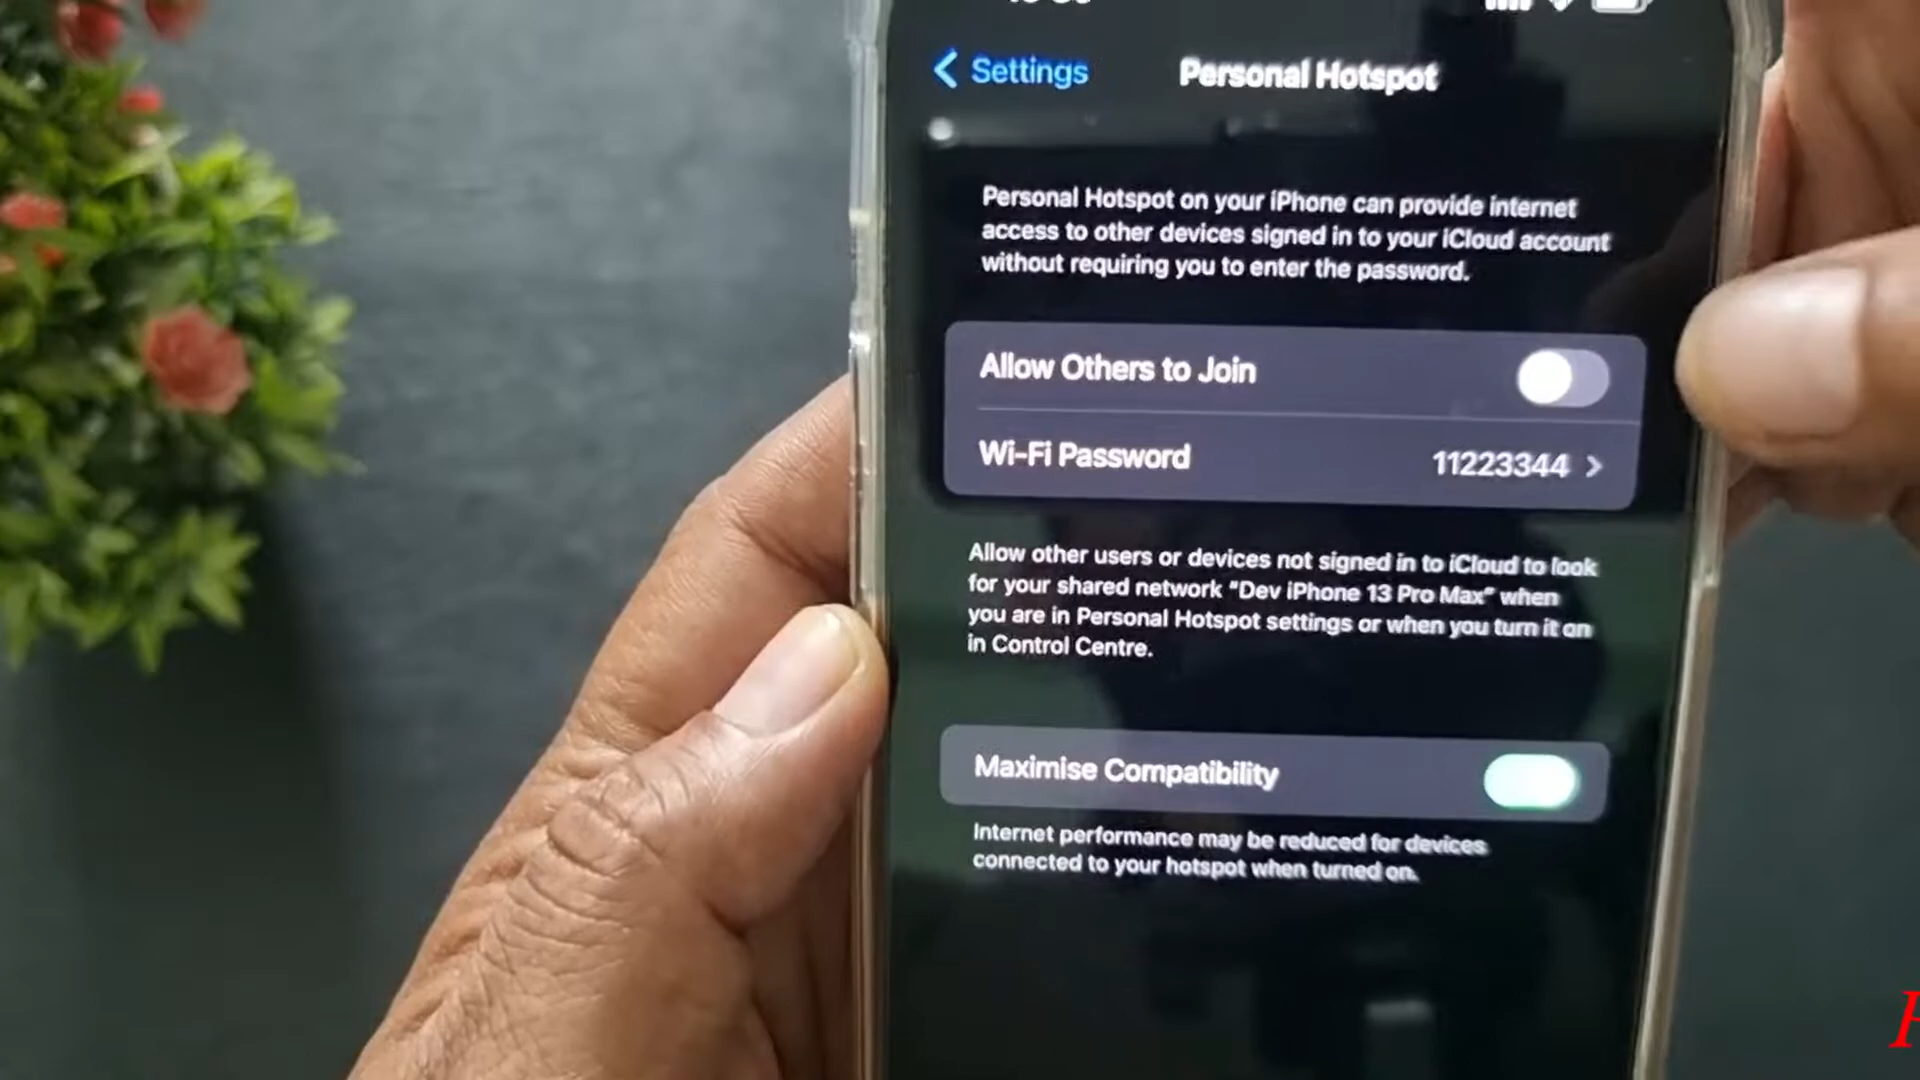 Settings
Personal Hotspot
Personal Hotspot on your iPhone can provide internet
access to other devices signed in to your iCloud account
without requiring you to enter the password.
Allow Others to Join
Wi-Fi Password 11223344
Allow other users or devices not signed in to iCloud to look
for your shared network “Dev iPhone 13 Pro Max” when
you are in Personal Hotspot settings or when you turn it on
in Control Centre.
Maximise Compatibility
Internet performance may be reduced for devices
connected to your hotspot when turned on.